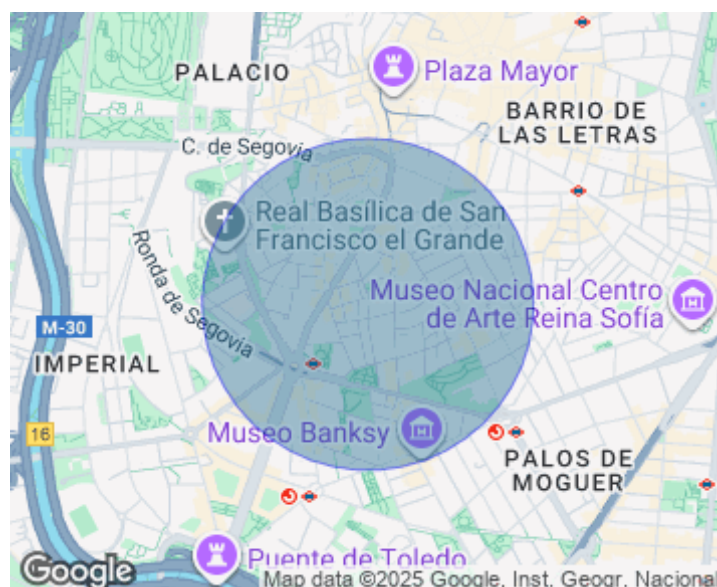 PALACIO
Plaza Mayor
BARRIO DE
LAS LETRAS
C. de Segovia
Real Basílica de San
Francisco el Grande
Ronda de Segovia
Museo Nacional Centro
de Arte Reina Sofía
M-30
IMPERIAL
16
Museo Banksy
PALOS DE
MOGUER
Puente de Toledo
Google
Map data ©2025 Google, Inst. Geogr. Nacional